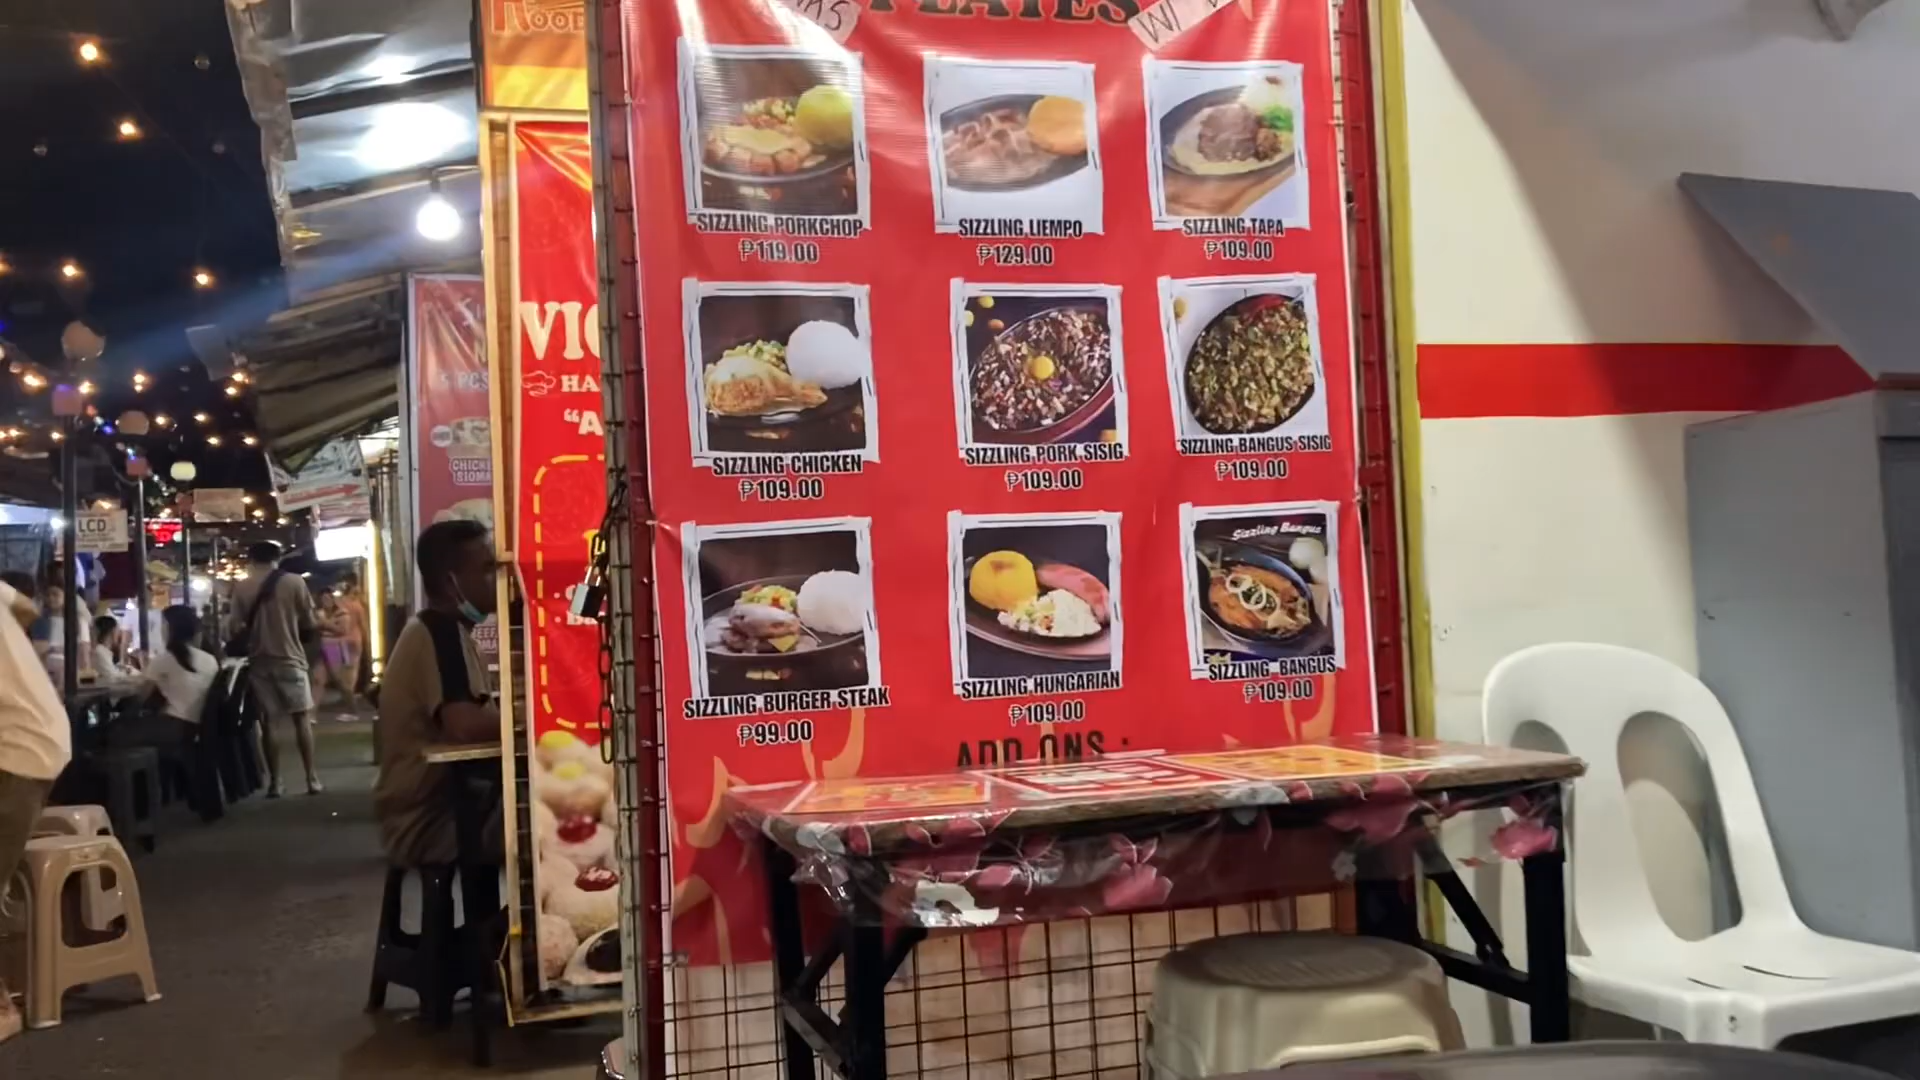 PLATES
SIZZLING PORKCHOP
₱119.00
SIZZLING LIEMPO
₱129.00
SIZZLING TAPA
₱109.00
SIZZLING CHICKEN
₱109.00
SIZZLING PORK SISIG
₱109.00
SIZZLING BANGUS SISIG
₱109.00
SIZZLING BURGER STEAK
₱99.00
SIZZLING HUNGARIAN
₱109.00
Sizzling Bangus
SIZZLING BANGUS
₱109.00
ADD ONS :
VIC
HA
“A
LCD